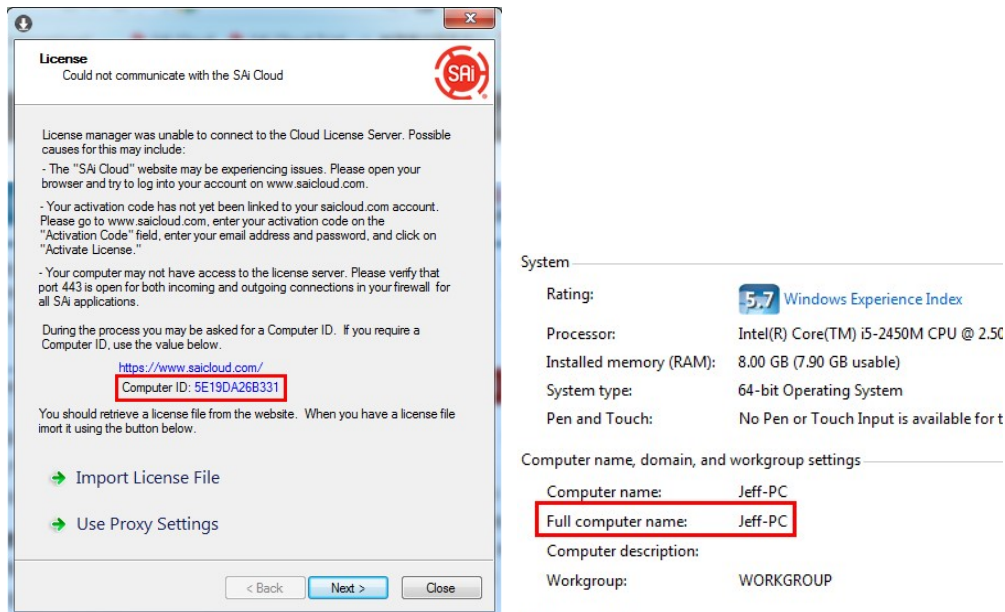 License
Could not communicate with the SAi Cloud
SAi
License manager was unable to connect to the Cloud License Server. Possible
causes for this may include:
- The "SAi Cloud" website may be experiencing issues. Please open your
browser and try to log into your account on www.saicloud.com.
- Your activation code has not yet been linked to your saicloud.com account.
Please go to www.saicloud.com, enter your activation code on the
"Activation Code" field, enter your email address and password, and click on
"Activate License."
- Your computer may not have access to the license server. Please verify that
port 443 is open for both incoming and outgoing connections in your firewall for
all SAi applications.
During the process you may be asked for a Computer ID. If you require a
Computer ID, use the value below.
https://www.saicloud.com/
Computer ID: 5E19DA26B331
You should retrieve a license file from the website. When you have a license file
imort it using the button below.
Import License File
Use Proxy Settings
< Back Next > Close
System
Rating: 5.7 Windows Experience Index
Processor: Intel(R) Core(TM) i5-2450M CPU @ 2.50
Installed memory (RAM): 8.00 GB (7.90 GB usable)
System type: 64-bit Operating System
Pen and Touch: No Pen or Touch Input is available for t
Computer name, domain, and workgroup settings
Computer name: Jeff-PC
Full computer name: Jeff-PC
Computer description:
Workgroup: WORKGROUP